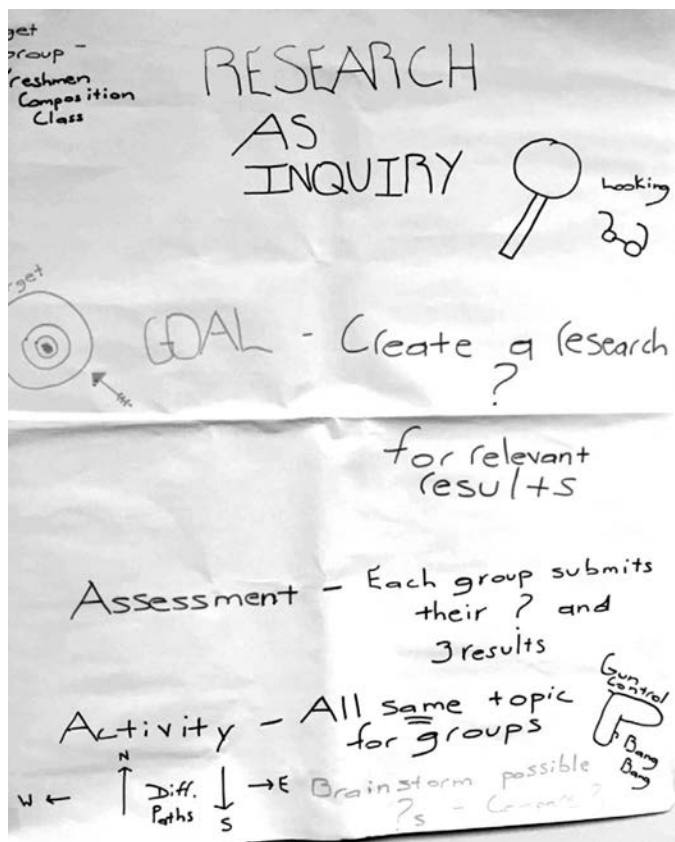 get
roup -
reshmen
Composition
Class
RESEARCH
AS
INQUIRY
Looking
rget
GOAL - Create a research
?
for relevant
results
Assessment - Each group submits
their ? and
3 results
Gun
Control
Activity - All same topic
for groups
Bang
Bang
N
W
Diff.
Paths
S
E
Brainstorm possible
?s - Compare ?